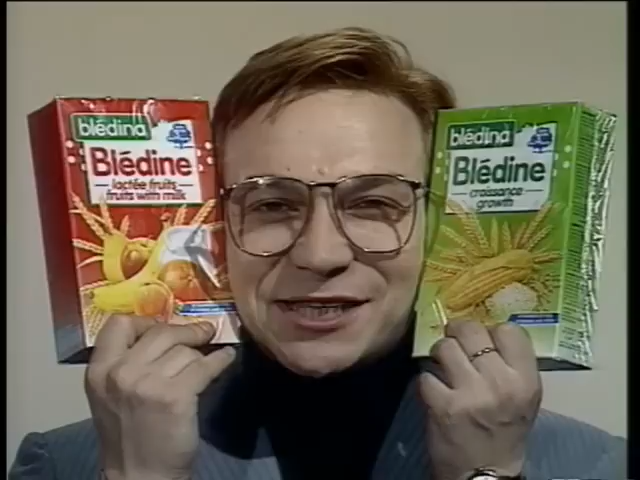 blédina
Blédine
lactée fruits
fruits with milk
blédina
Blédine
croissance
growth